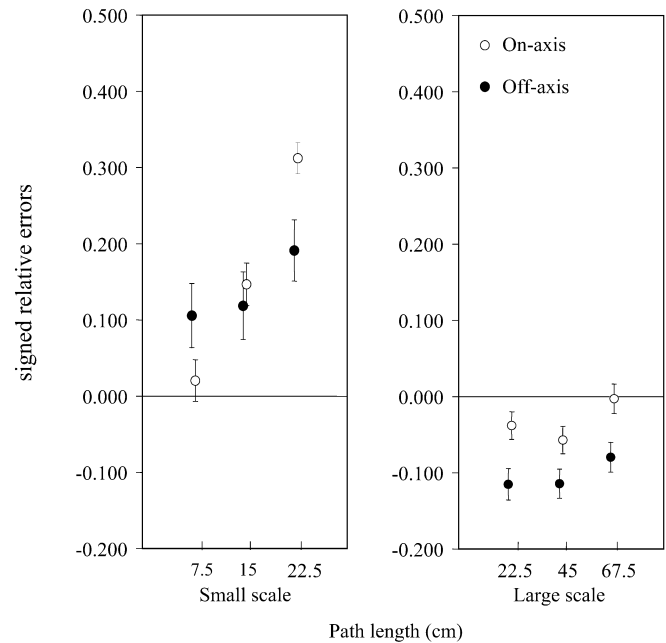 signed relative errors
0.500
0.400
0.300
0.200
0.100
0.000
-0.100
-0.200
7.5 15 22.5
Small scale
0.500
0.400
0.300
0.200
0.100
0.000
-0.100
-0.200
On-axis
Off-axis
22.5 45 67.5
Large scale
Path length (cm)